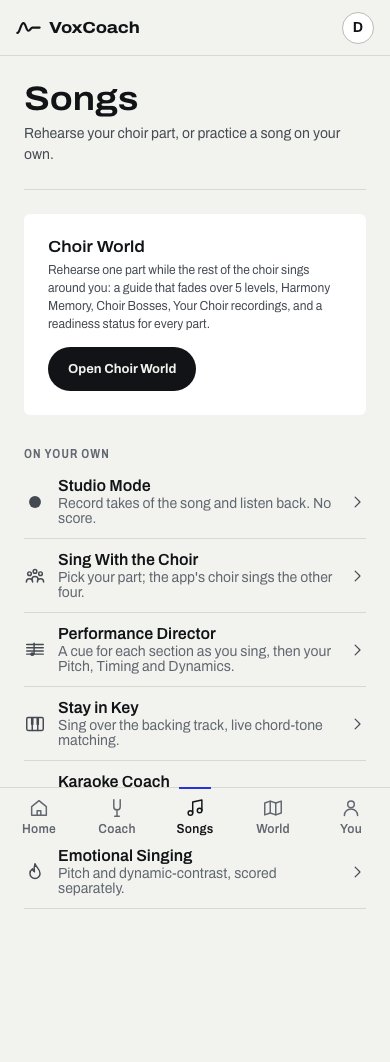 VoxCoach
D
Songs
Rehearse your choir part, or practice a song on your
own.
Choir World
Rehearse one part while the rest of the choir sings
around you: a guide that fades over 5 levels, Harmony
Memory, Choir Bosses, Your Choir recordings, and a
readiness status for every part.
Open Choir World
ON YOUR OWN
Studio Mode
Record takes of the song and listen back. No
score.
Sing With the Choir
Pick your part; the app's choir sings the other
four.
Performance Director
A cue for each section as you sing, then your
Pitch, Timing and Dynamics.
Stay in Key
Sing over the backing track, live chord-tone
matching.
Karaoke Coach
Home
Coach
Songs
World
You
Emotional Singing
Pitch and dynamic-contrast, scored
separately.